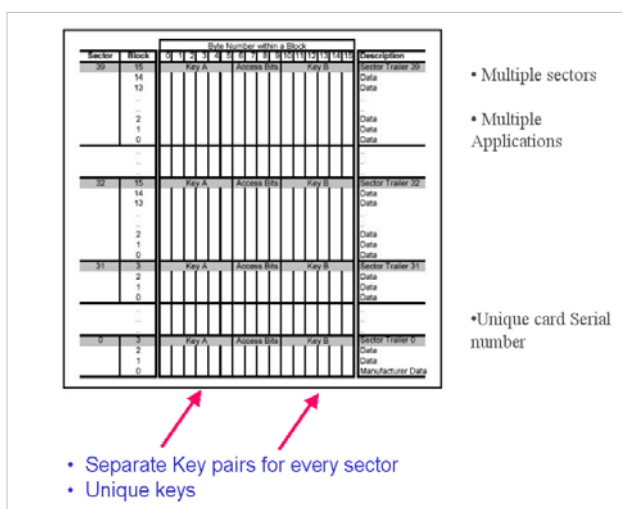 Byte Number within a Block
Sector Block 0 1 2 3 4 5 6 7 8 9 10 11 12 13 14 15 Description
39 15 Key A Access Bits Key B Sector Trailer 39
14 Data
13 Data
... ...
... ...
2 Data
1 Data
0 Data
... ... ...
... ... ...
32 15 Key A Access Bits Key B Sector Trailer 32
14 Data
13 Data
... ...
... ...
2 Data
1 Data
0 Data
31 3 Key A Access Bits Key B Sector Trailer 31
2 Data
1 Data
0 Data
... ... ...
... ... ...
0 3 Key A Access Bits Key B Sector Trailer 0
2 Data
1 Data
0 Manufacturer Data
• Multiple sectors
• Multiple
Applications
•Unique card Serial
number
• Separate Key pairs for every sector
• Unique keys